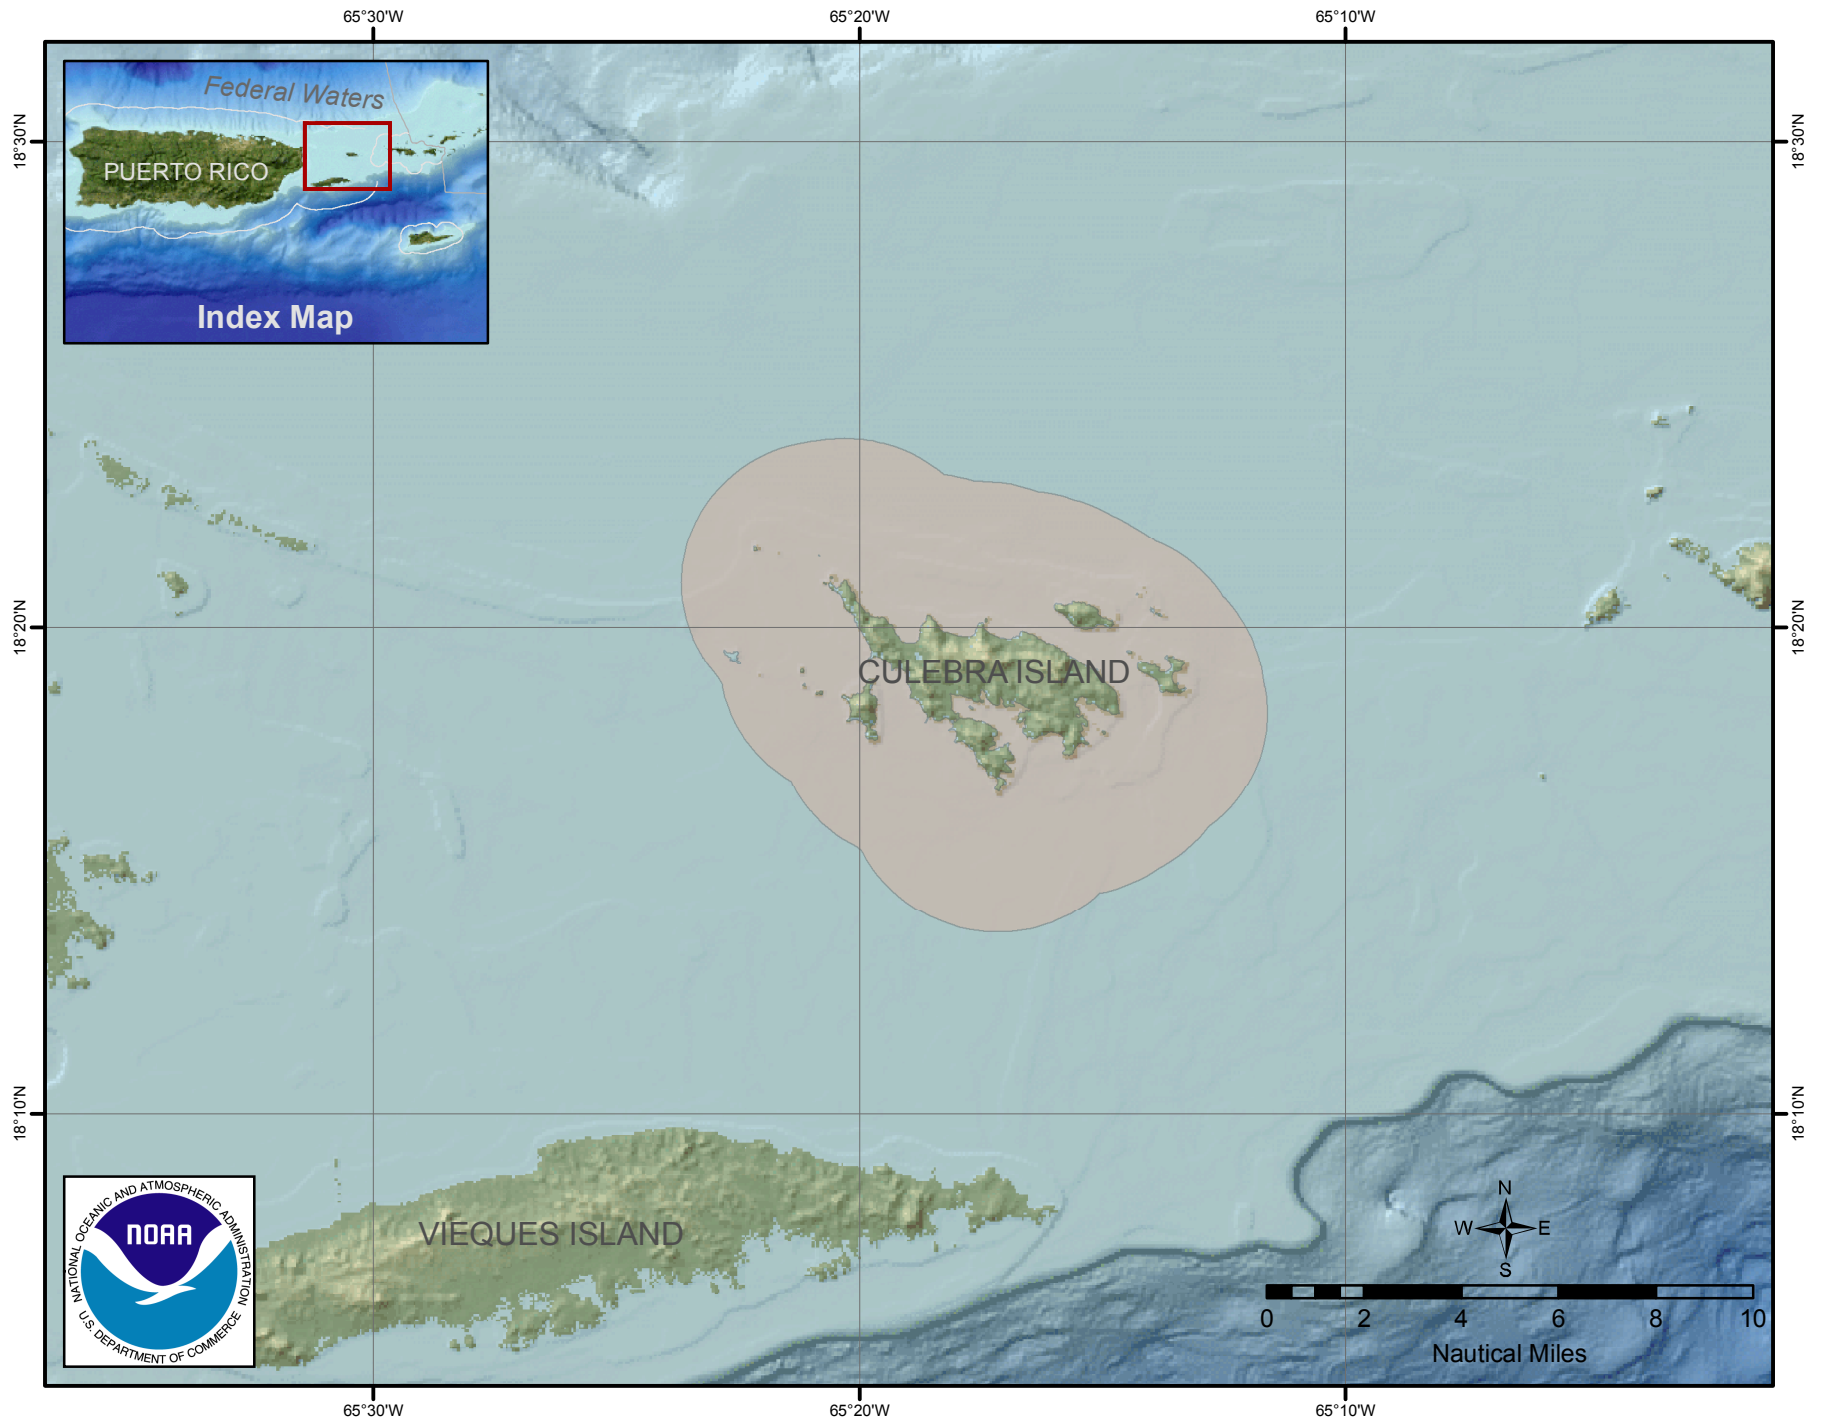 65°30'W
65°20'W
65°10'W
Federal Waters
PUERTO RICO
Index Map
18°30'N
18°30'N
18°20'N
18°20'N
CULEBRA ISLAND
18°10'N
18°10'N
NATIONAL OCEANIC AND ATMOSPHERIC ADMINISTRATION
NOAA
U.S. DEPARTMENT OF COMMERCE
VIEQUES ISLAND
N
W
E
S
0
2
4
6
8
10
Nautical Miles
65°30'W
65°20'W
65°10'W